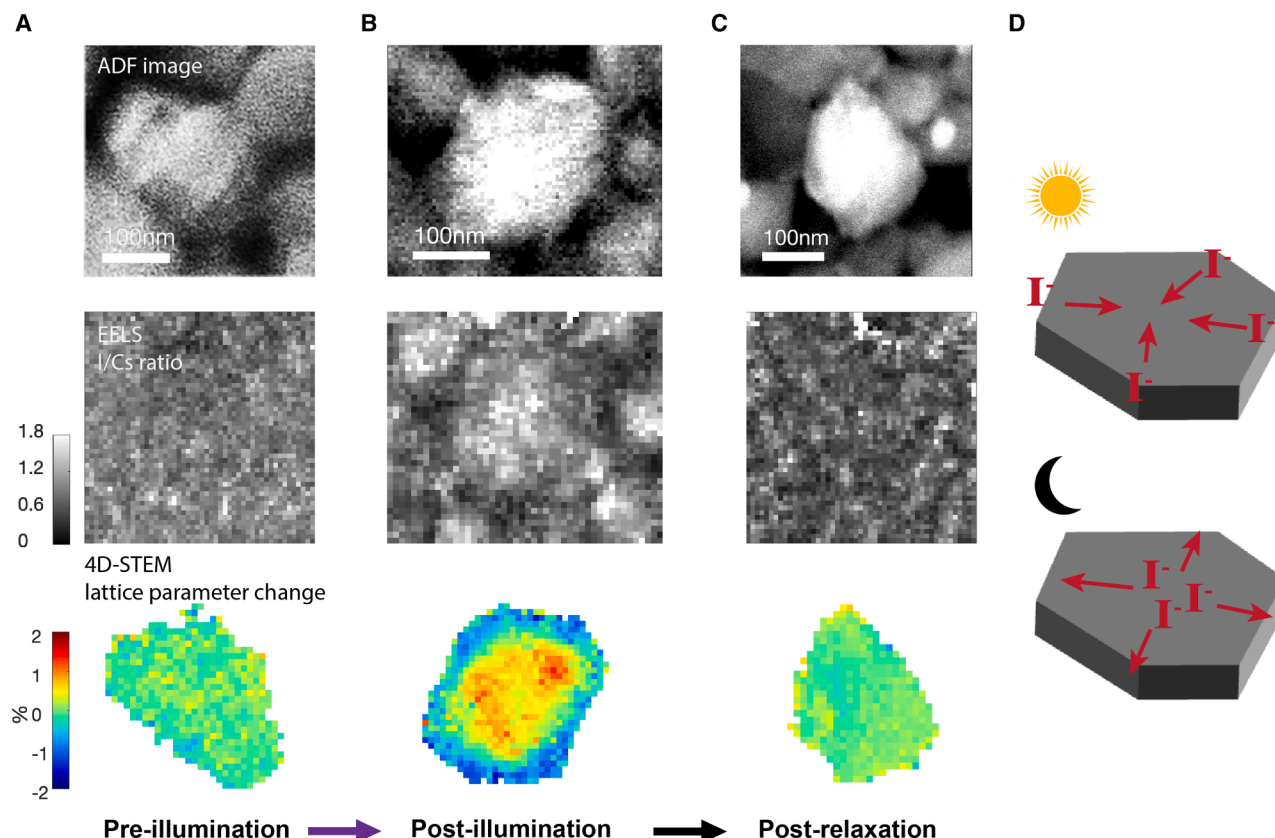 A
B
C
D
ADF image
100nm
100nm
100nm
EELS
I/Cs ratio
1.8
1.2
0.6
0
4D-STEM
lattice parameter change
2
1
0
-1
-2
%
I-
I-
I-
I-
I-
I-
I-
Pre-illumination
Post-illumination
Post-relaxation